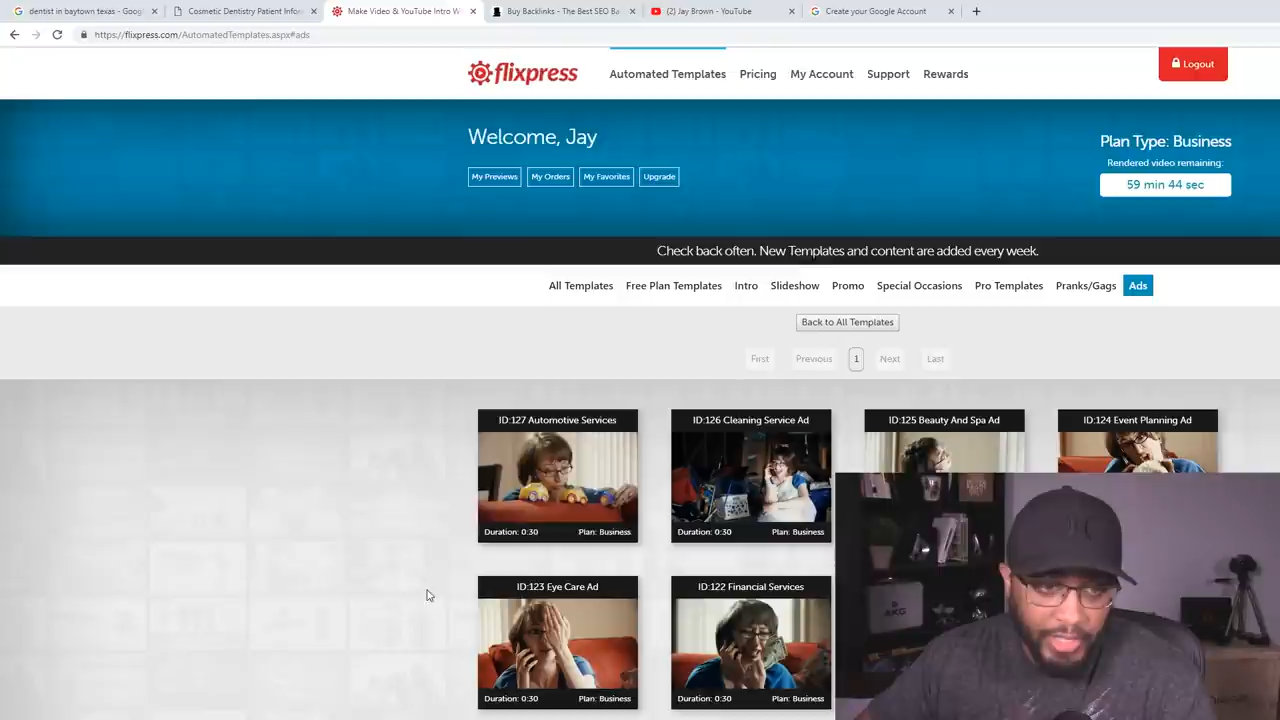 dentist in baytown texas - Googl
Cosmetic Dentistry Patient Infor
Make Video & YouTube Intro W
Buy Backlinks - The Best SEO Ba
(2) Jay Brown - YouTube
Create your Google Account
https://flixpress.com/AutomatedTemplates.aspx#ads
flixpress
Automated Templates
Pricing
My Account
Support
Rewards
Logout
Welcome, Jay
Plan Type: Business
Rendered video remaining:
59 min 44 sec
My Previews
My Orders
My Favorites
Upgrade
Check back often. New Templates and content are added every week.
All Templates
Free Plan Templates
Intro
Slideshow
Promo
Special Occasions
Pro Templates
Pranks/Gags
Ads
Back to All Templates
First
Previous
1
Next
Last
ID:127 Automotive Services
ID:126 Cleaning Service Ad
ID:125 Beauty And Spa Ad
ID:124 Event Planning Ad
Duration: 0:30
Plan: Business
Duration: 0:30
Plan: Business
ID:123 Eye Care Ad
ID:122 Financial Services
Duration: 0:30
Plan: Business
Duration: 0:30
Plan: Business
AKG